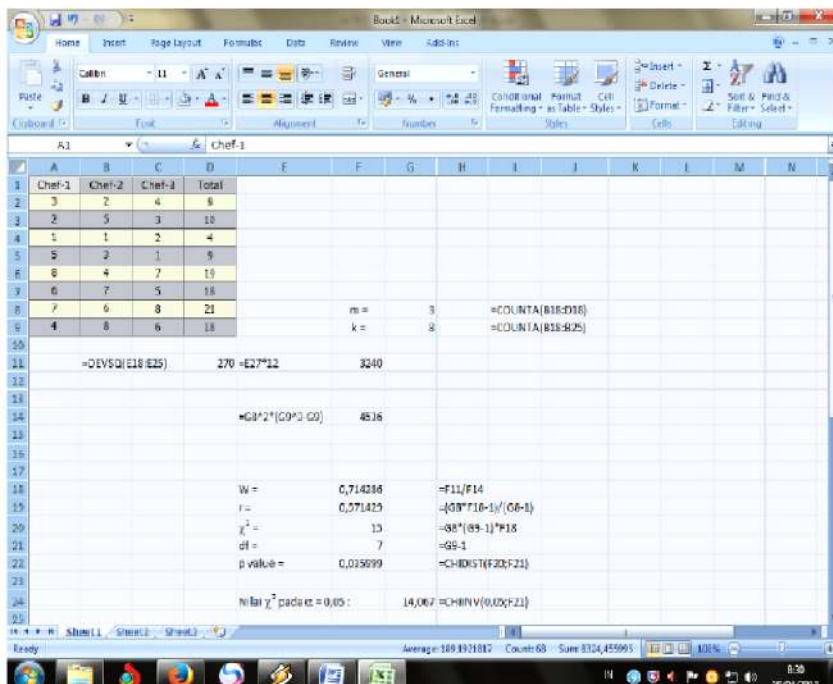 Book1 - Microsoft Excel
Home Insert Page Layout Formulas Data Review View Add-Ins
Paste Calibri 11 General Conditional Formatting Format as Table Cell Styles Insert Delete Format Sort & Find &
B I U Filter Select
Clipboard Font Alignment Number Styles Cells Editing
A1 fx Chef-1
A B C D E F G H I J K L M N
1 Chef-1 Chef-2 Chef-3 Total
2 3 2 4 9
3 2 5 3 10
4 1 1 2 4
5 5 3 1 9
6 8 4 7 19
7 6 7 5 18
8 7 6 8 21 m = 3 =COUNTA(B18:D18)
9 4 8 6 18 k = 8 =COUNTA(B18:B25)
10
11 =DEVSQ(E18:E25) 270 =E27*12 3240
12
13
14 =G8^2*(G9^3-G9) 4536
15
16
17
18 W = 0,714286 =F11/F14
19 r = 0,571429 =(G8*F18-1)/(G8-1)
20 χ² = 15 =G8*(G9-1)*F18
21 df = 7 =G9-1
22 p value = 0,035999 =CHIDIST(F20;F21)
23
24 Nilai χ² pada α = 0,05 : 14,067 =CHIINV(0,05;F21)
25
Sheet1 Sheet2 Sheet3
Ready Count: 68 Sum: 8324,455995 100%
IN 8:30